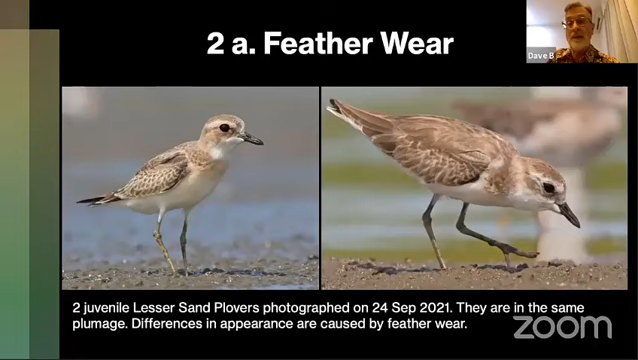 2 a. Feather Wear
Dave B
2 juvenile Lesser Sand Plovers photographed on 24 Sep 2021. They are in the same
plumage. Differences in appearance are caused by feather wear.
zoom